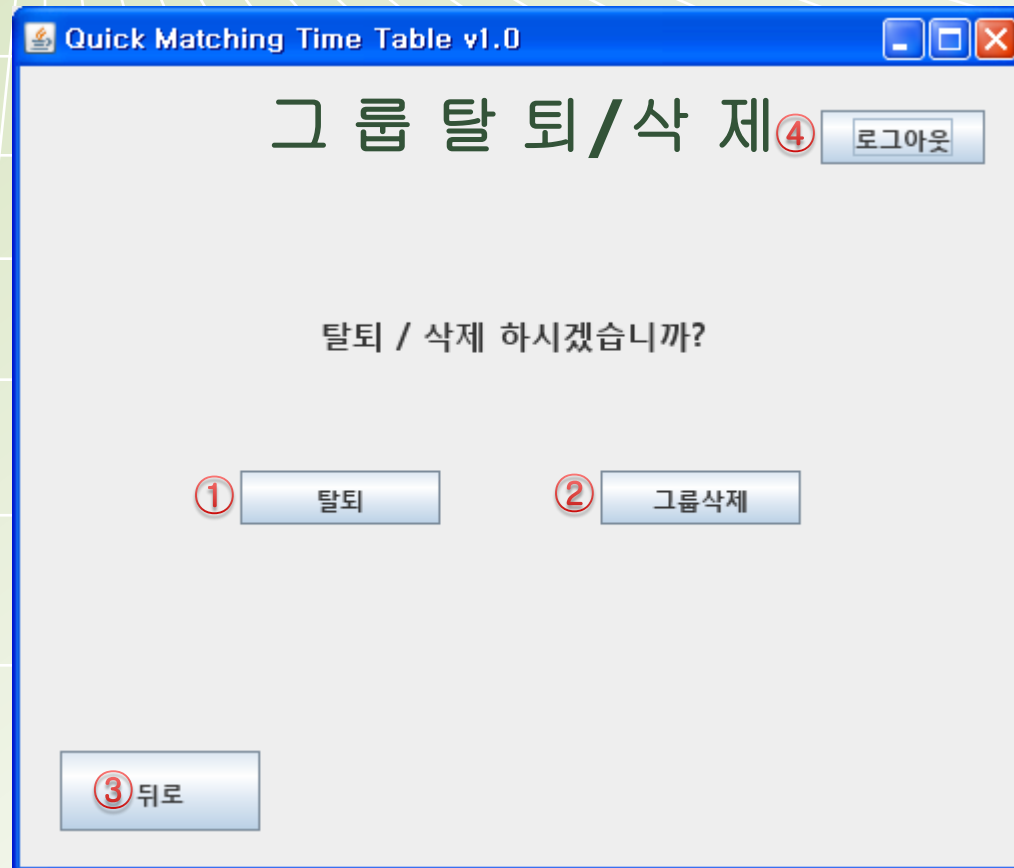 Quick Matching Time Table v1.0
그 룹 탈 퇴/삭 제
④ 로그아웃
탈퇴 / 삭제 하시겠습니까?
① 탈퇴 ② 그룹삭제
③ 뒤로